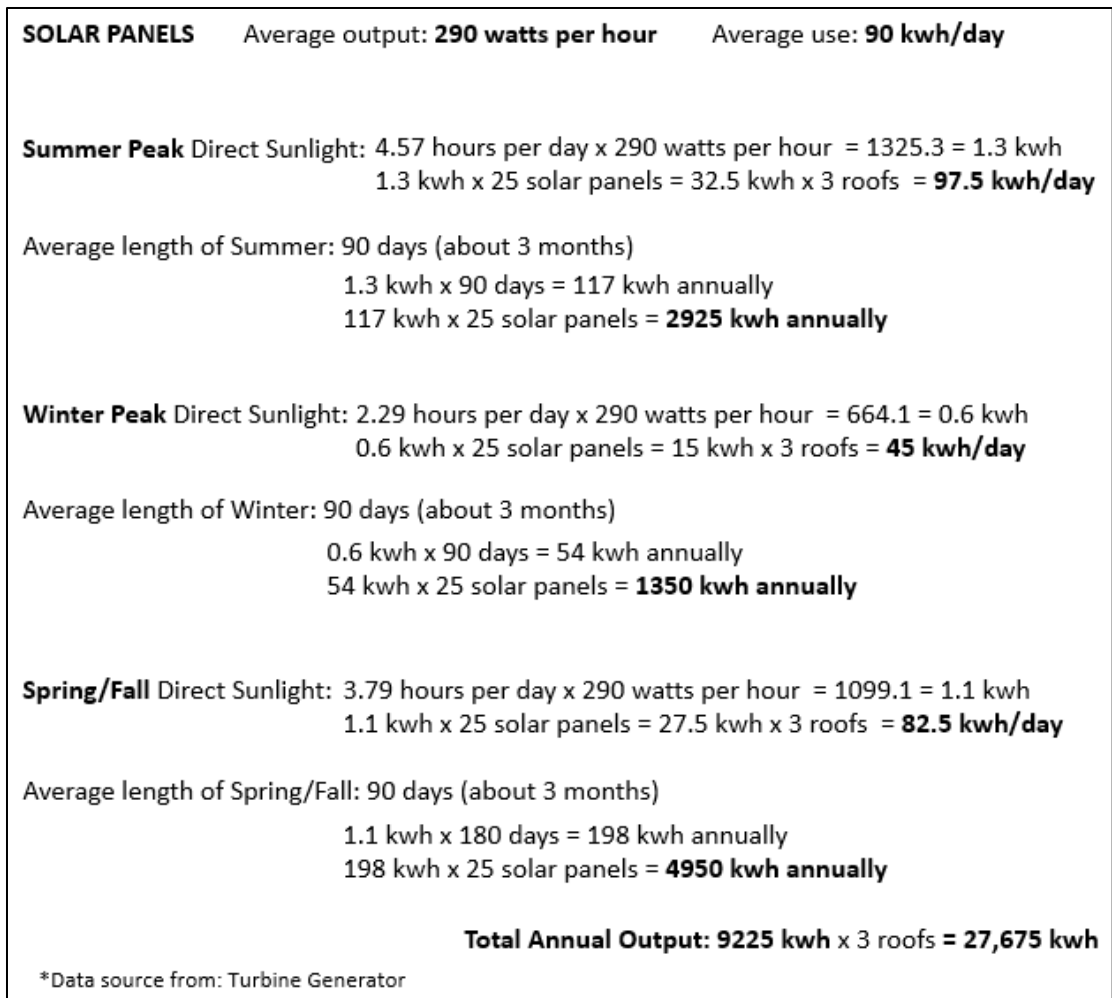 SOLAR PANELS Average output: 290 watts per hour Average use: 90 kwh/day
Summer Peak Direct Sunlight: 4.57 hours per day x 290 watts per hour = 1325.3 = 1.3 kwh
1.3 kwh x 25 solar panels = 32.5 kwh x 3 roofs = 97.5 kwh/day
Average length of Summer: 90 days (about 3 months)
1.3 kwh x 90 days = 117 kwh annually
117 kwh x 25 solar panels = 2925 kwh annually
Winter Peak Direct Sunlight: 2.29 hours per day x 290 watts per hour = 664.1 = 0.6 kwh
0.6 kwh x 25 solar panels = 15 kwh x 3 roofs = 45 kwh/day
Average length of Winter: 90 days (about 3 months)
0.6 kwh x 90 days = 54 kwh annually
54 kwh x 25 solar panels = 1350 kwh annually
Spring/Fall Direct Sunlight: 3.79 hours per day x 290 watts per hour = 1099.1 = 1.1 kwh
1.1 kwh x 25 solar panels = 27.5 kwh x 3 roofs = 82.5 kwh/day
Average length of Spring/Fall: 90 days (about 3 months)
1.1 kwh x 180 days = 198 kwh annually
198 kwh x 25 solar panels = 4950 kwh annually
Total Annual Output: 9225 kwh x 3 roofs = 27,675 kwh
*Data source from: Turbine Generator